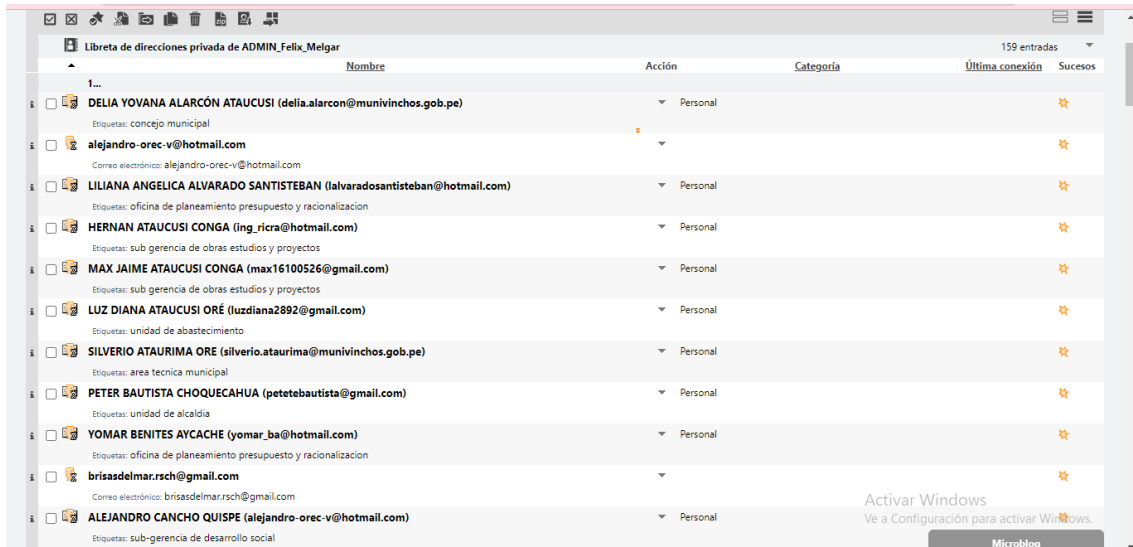 Libreta de direcciones privada de ADMIN_Felix_Melgar 159 entradas
Nombre Acción Categoría Última conexión Sucesos
1...
DELIA YOVANA ALARCÓN ATAUCUSI (delia.alarcon@munivinchos.gob.pe) Personal
Etiquetas: concejo municipal
alejandro-orec-v@hotmail.com
Correo electrónico: alejandro-orec-v@hotmail.com
LILIANA ANGELICA ALVARADO SANTISTEBAN (lalvaradosantisteban@hotmail.com) Personal
Etiquetas: oficina de planeamiento presupuesto y racionalizacion
HERNAN ATAUCUSI CONGA (ing_ricra@hotmail.com) Personal
Etiquetas: sub gerencia de obras estudios y proyectos
MAX JAIME ATAUCUSI CONGA (max16100526@gmail.com) Personal
Etiquetas: sub gerencia de obras estudios y proyectos
LUZ DIANA ATAUCUSI ORÉ (luzdiana2892@gmail.com) Personal
Etiquetas: unidad de abastecimiento
SILVERIO ATAURIMA ORE (silverio.ataurima@munivinchos.gob.pe) Personal
Etiquetas: area tecnica municipal
PETER BAUTISTA CHOQUECAHUA (petetebautista@gmail.com) Personal
Etiquetas: unidad de alcaldia
YOMAR BENITES AYCACHE (yomar_ba@hotmail.com) Personal
Etiquetas: oficina de planeamiento presupuesto y racionalizacion
brisasdelmar.rsch@gmail.com
Correo electrónico: brisasdelmar.rsch@gmail.com
Activar Windows
ALEJANDRO CANCHO QUISPE (alejandro-orec-v@hotmail.com) Personal
Ve a Configuración para activar Windows.
Etiquetas: sub-gerencia de desarrollo social
Microblog